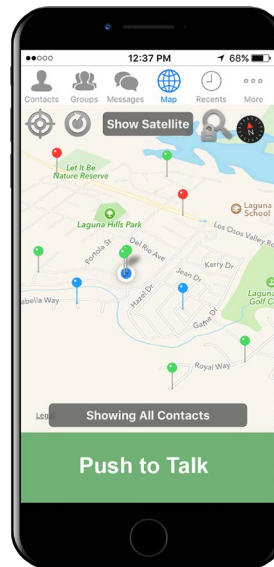 12:37 PM
68%
Contacts
Groups
Messages
Map
Recents
More
Show Satellite
Let It Be
Nature Reserve
Laguna
School
Laguna Hills Park
Los Osos Valley
Portola St
Del Rio Ave
Kerry Dr
Jean Dr
Hazel Dr
Garne Dr
abella Way
Laguna
Golf C
Royal Way
Legal
Showing All Contacts
Push to Talk